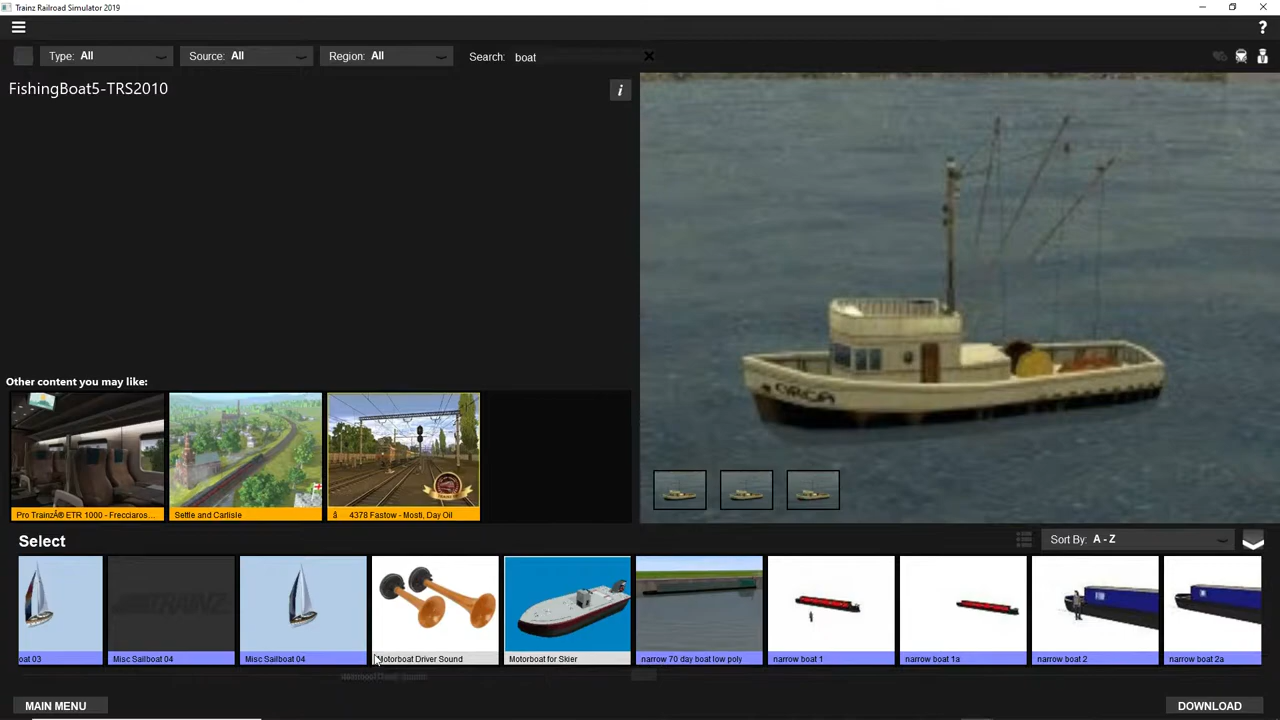 Trainz Railroad Simulator 2019
?
Type: All
Source: All
Region: All
Search: boat
FishingBoat5-TRS2010
i
ORCA
Other content you may like:
Pro TrainzÂ® ETR 1000 - Frecciaros...
Settle and Carlisle
â 4378 Fastow - Mosti, Day Oil
Select
Sort By: A - Z
oat 03
Misc Sailboat 04
Misc Sailboat 04
Motorboat Driver Sound
Motorboat for Skier
narrow 70 day boat low poly
narrow boat 1
narrow boat 1a
narrow boat 2
narrow boat 2a
MAIN MENU
DOWNLOAD